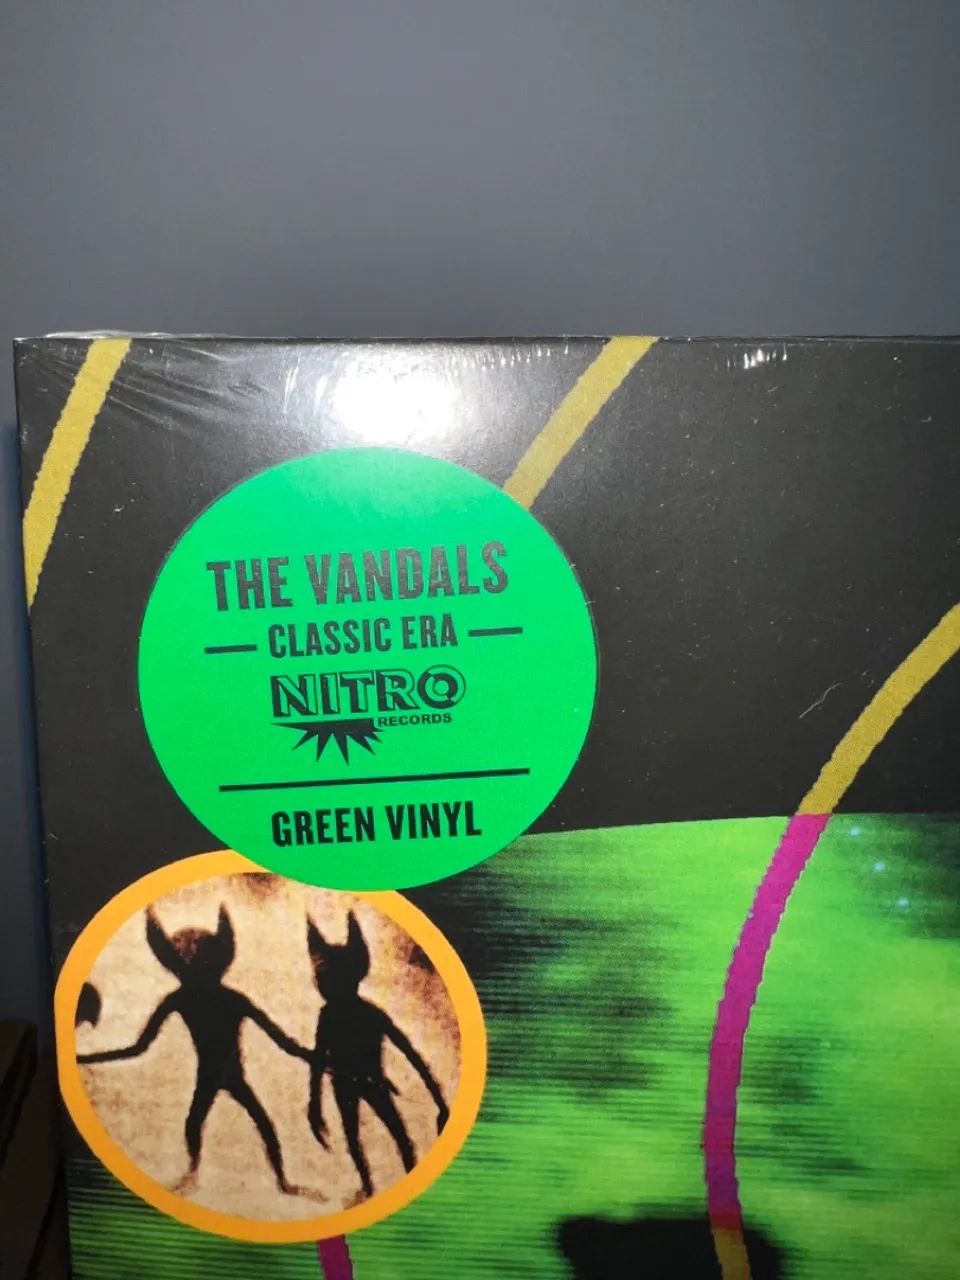 THE VANDALS
CLASSIC ERA
NITRO
RECORDS
GREEN VINYL